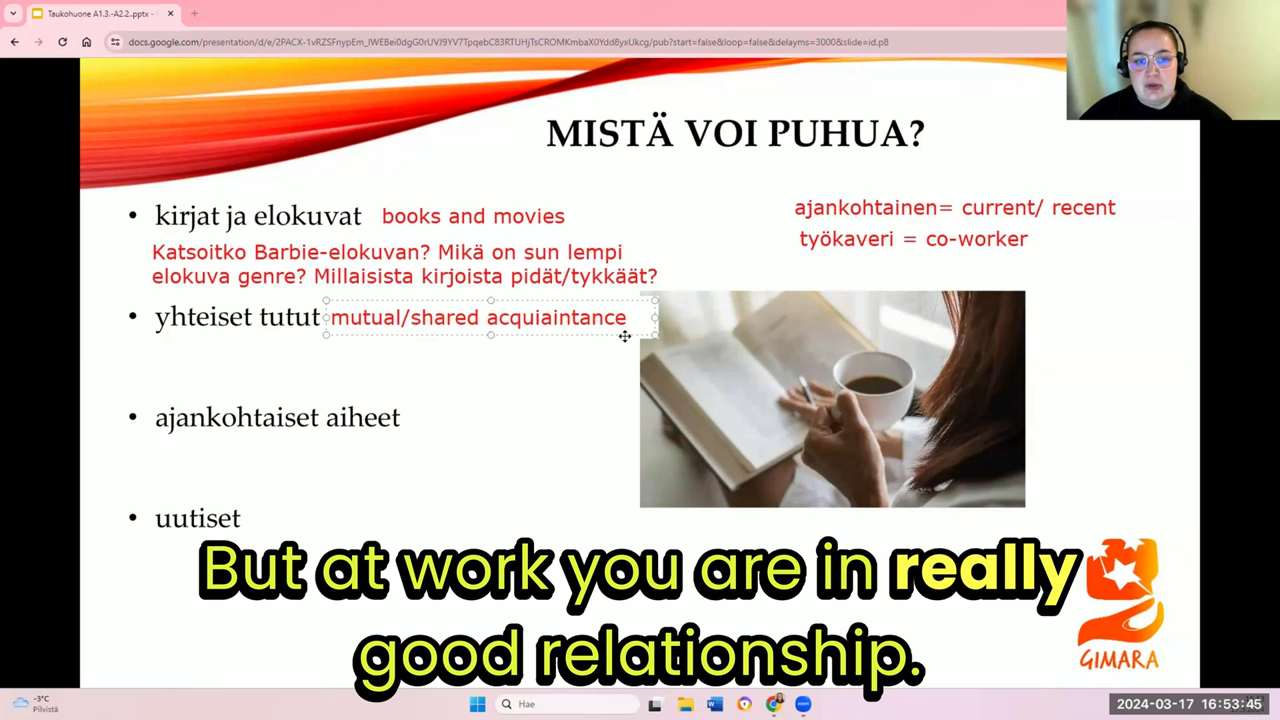 Taukohuone A1.3.-A2.2..pptx -
docs.google.com/presentation/d/e/2PACX-1vRZSFnypEm_lWEBei0dgG0rUVJ9YV7TpqebC83RTUHjTsCROMKmbaX0Ydd8yxUkcg/pub?start=false&loop=false&delayms=3000&slide=id.p8
MISTÄ VOI PUHUA?
• kirjat ja elokuvat books and movies
Katsoitko Barbie-elokuvan? Mikä on sun lempi
elokuva genre? Millaisista kirjoista pidät/tykkäät?
ajankohtainen= current/ recent
työkaveri = co-worker
• yhteiset tutut mutual/shared acquiaintance
• ajankohtaiset aiheet
• uutiset
But at work you are in really
good relationship.
GIMARA
-3°C
Pilvistä
Hae
2024-03-17 16:53:45